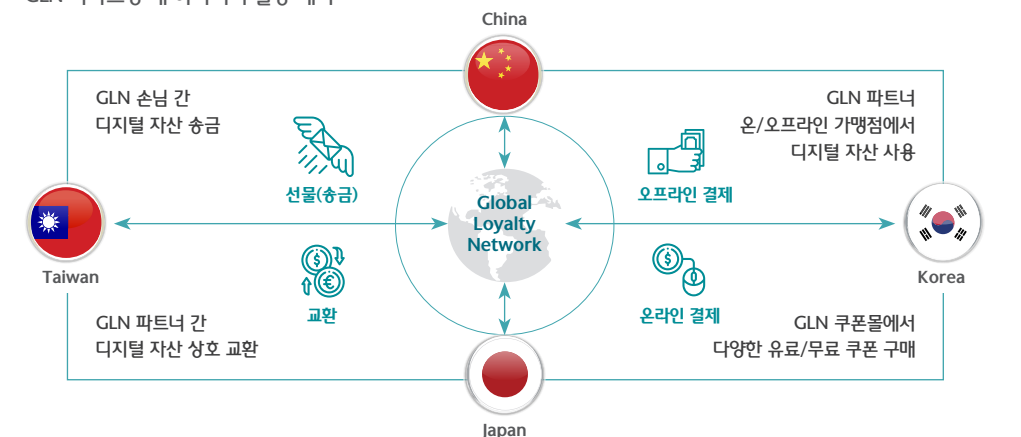 GLN
China
GLN 손님 간
디지털 자산 송금
GLN 파트너
온/오프라인 가맹점에서
디지털 자산 사용
선물(송금)
오프라인 결제
Global
Loyalty
Network
Taiwan
Korea
교환
온라인 결제
GLN 파트너 간
디지털 자산 상호 교환
GLN 쿠폰몰에서
다양한 유료/무료 쿠폰 구매
Japan